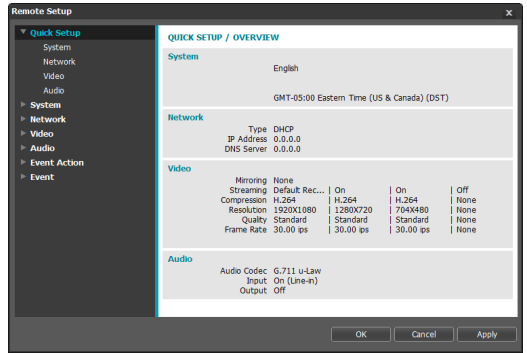 Remote Setup
x
Quick Setup
System
Network
Video
Audio
System
Network
Video
Audio
Event Action
Event
QUICK SETUP / OVERVIEW
System
English
GMT-05:00 Eastern Time (US & Canada) (DST)
Network
Type DHCP
IP Address 0.0.0.0
DNS Server 0.0.0.0
Video
Mirroring None
Streaming Default Rec... | On | On | Off
Compression H.264 | H.264 | H.264 | None
Resolution 1920X1080 | 1280X720 | 704X480 | None
Quality Standard | Standard | Standard | None
Frame Rate 30.00 ips | 30.00 ips | 30.00 ips | None
Audio
Audio Codec G.711 u-Law
Input On (Line-in)
Output Off
OK Cancel Apply